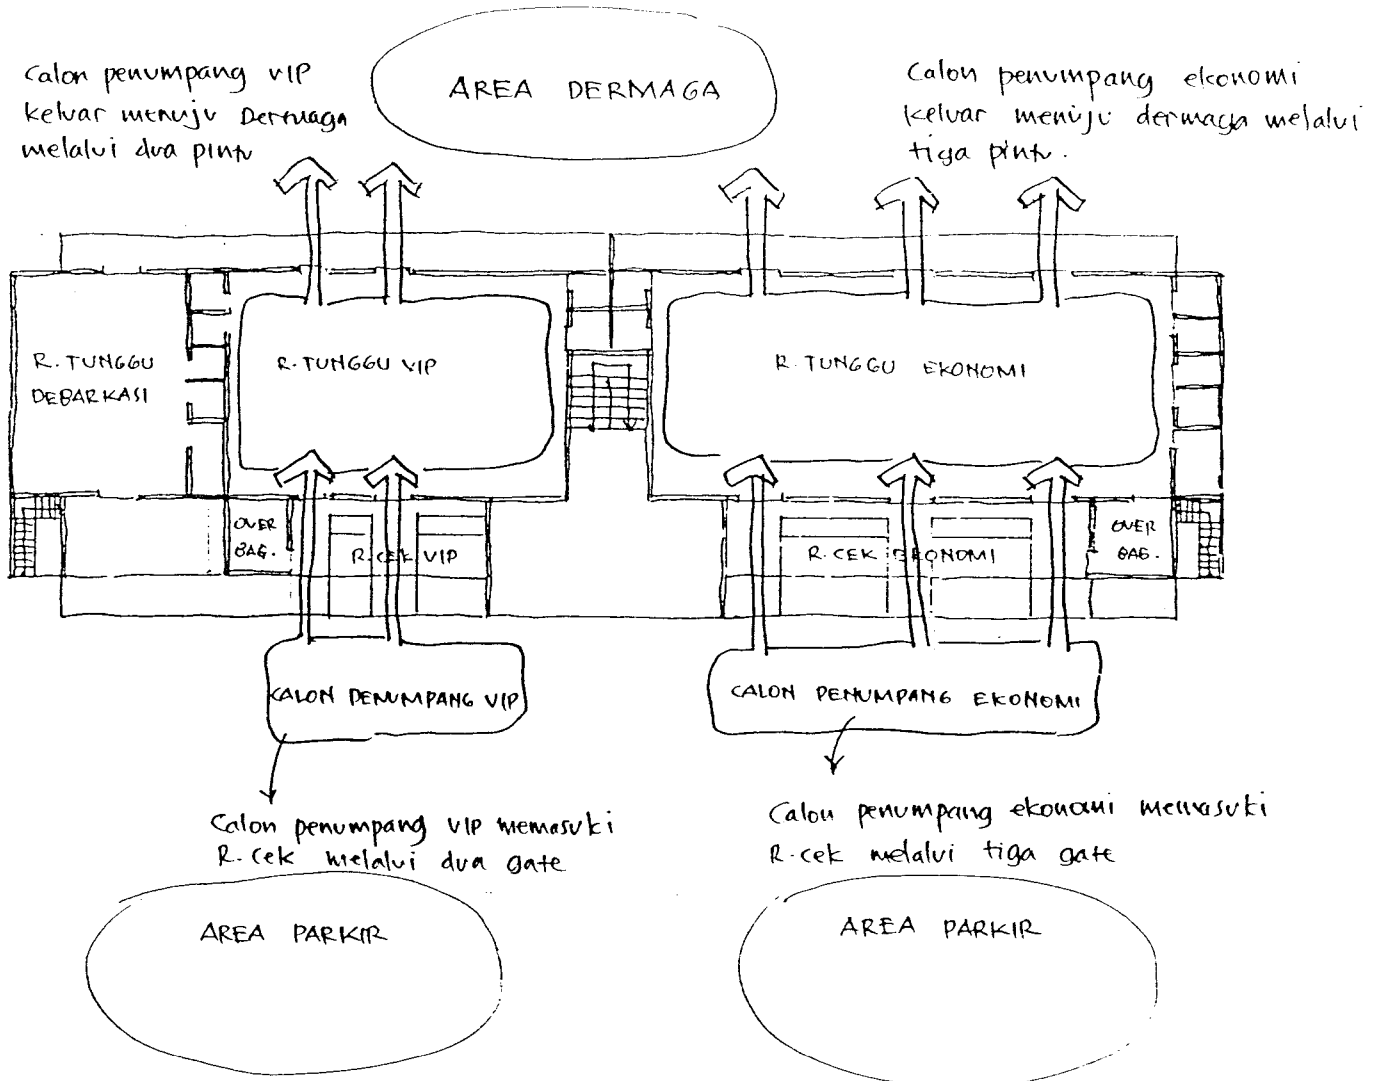 AREA DERMAGA
Calon penumpang VIP
keluar menuju Dermaga
melalui dua pintu
Calon penumpang ekonomi
keluar menuju dermaga melalui
tiga pintu.
R. TUNGGU
DEBARKASI
R. TUNGGU VIP
R. TUNGGU EKONOMI
OVER
BAG.
R. CEK VIP
R. CEK EKONOMI
OVER
BAG.
CALON PENUMPANG VIP
CALON PENUMPANG EKONOMI
Calon penumpang VIP memasuki
R. cek melalui dua gate
Calon penumpang ekonomi memasuki
R. cek melalui tiga gate
AREA PARKIR
AREA PARKIR